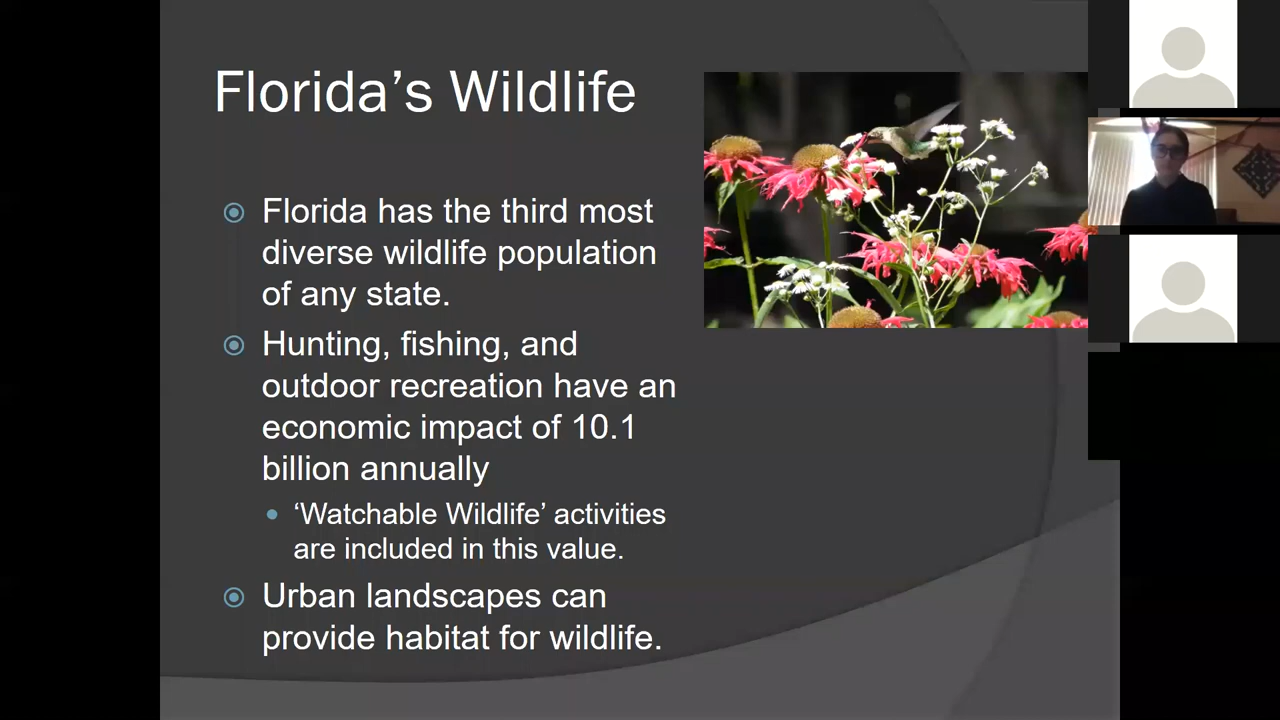 Florida’s Wildlife
Florida has the third most
diverse wildlife population
of any state.
Hunting, fishing, and
outdoor recreation have an
economic impact of 10.1
billion annually
‘Watchable Wildlife’ activities
are included in this value.
Urban landscapes can
provide habitat for wildlife.